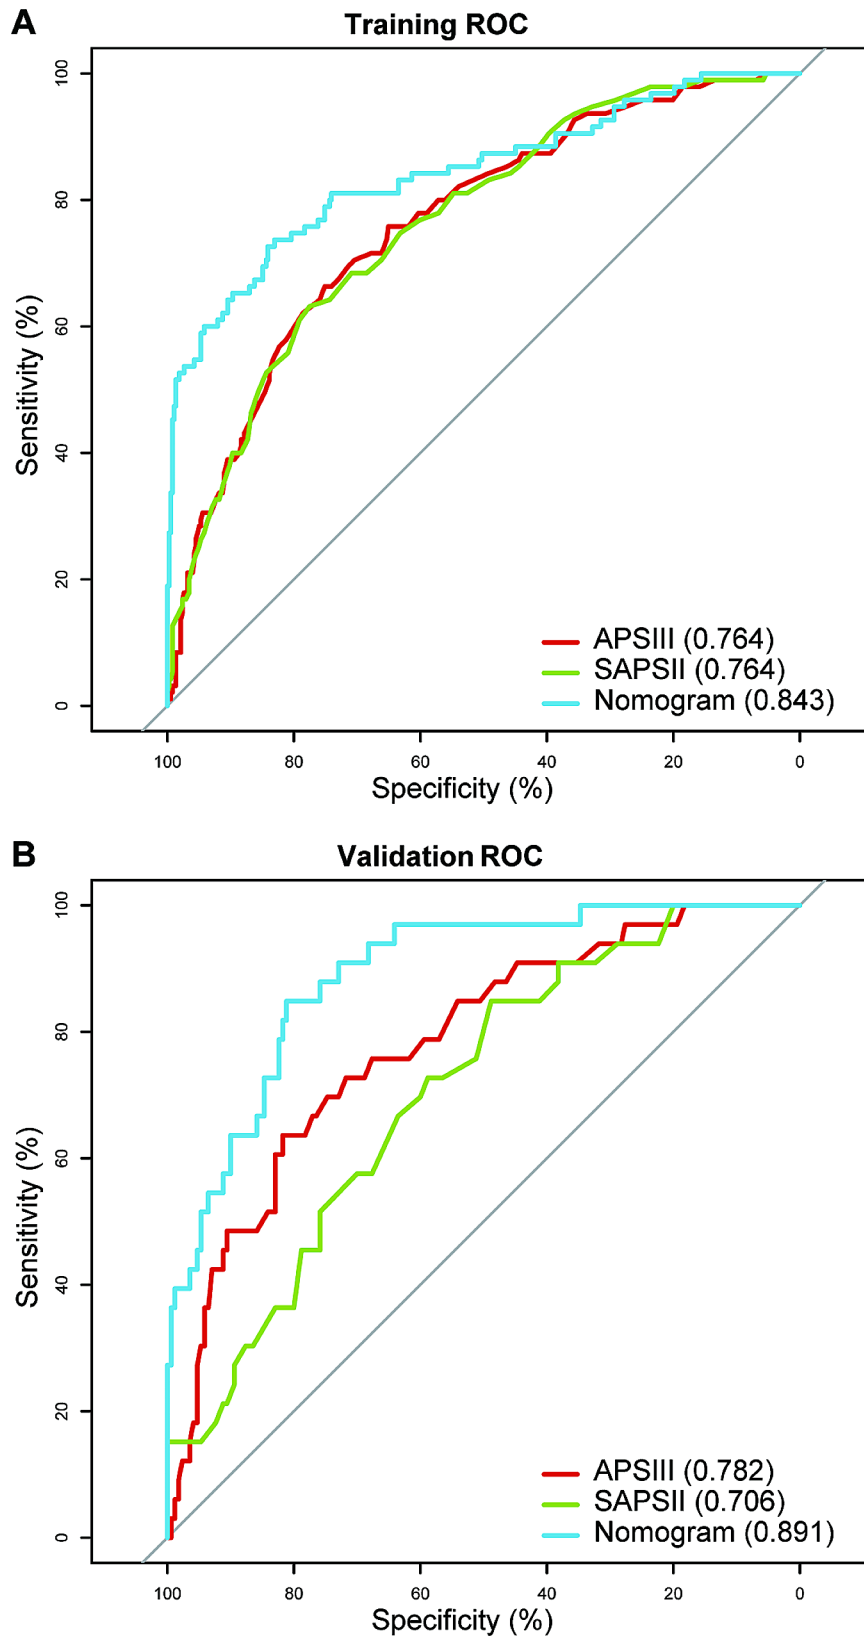 A
Training ROC
Sensitivity (%)
100
80
60
40
20
0
APSIII (0.764)
SAPSII (0.764)
Nomogram (0.843)
100 80 60 40 20 0
Specificity (%)
B
Validation ROC
Sensitivity (%)
100
80
60
40
20
0
APSIII (0.782)
SAPSII (0.706)
Nomogram (0.891)
100 80 60 40 20 0
Specificity (%)